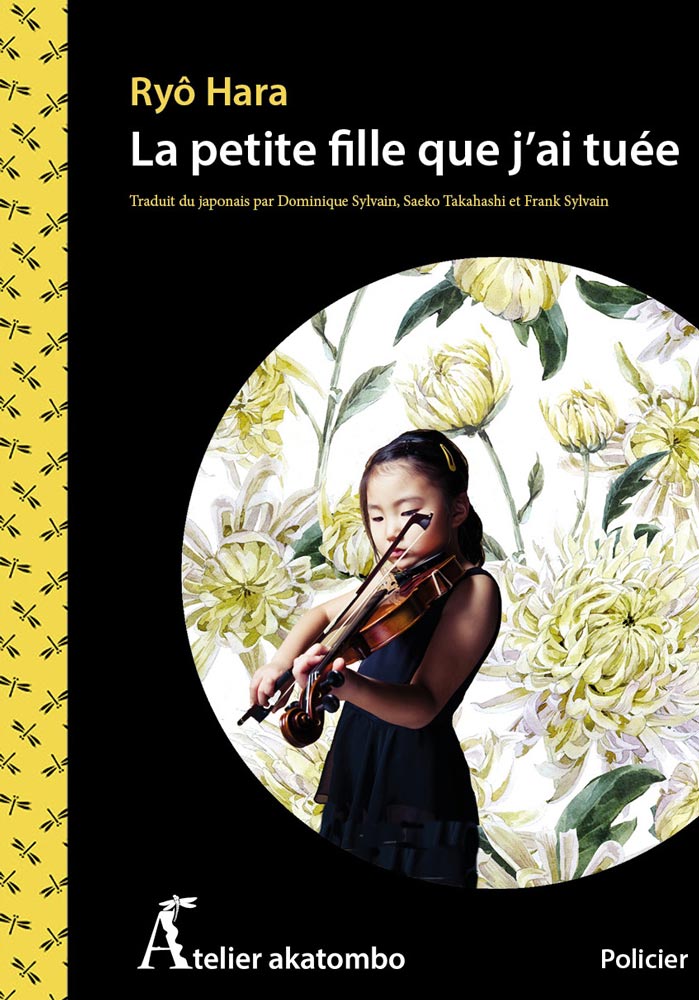 Ryô Hara
La petite fille que j’ai tuée
Traduit du japonais par Dominique Sylvain, Saeko Takahashi et Frank Sylvain
Atelier akatombo
Policier